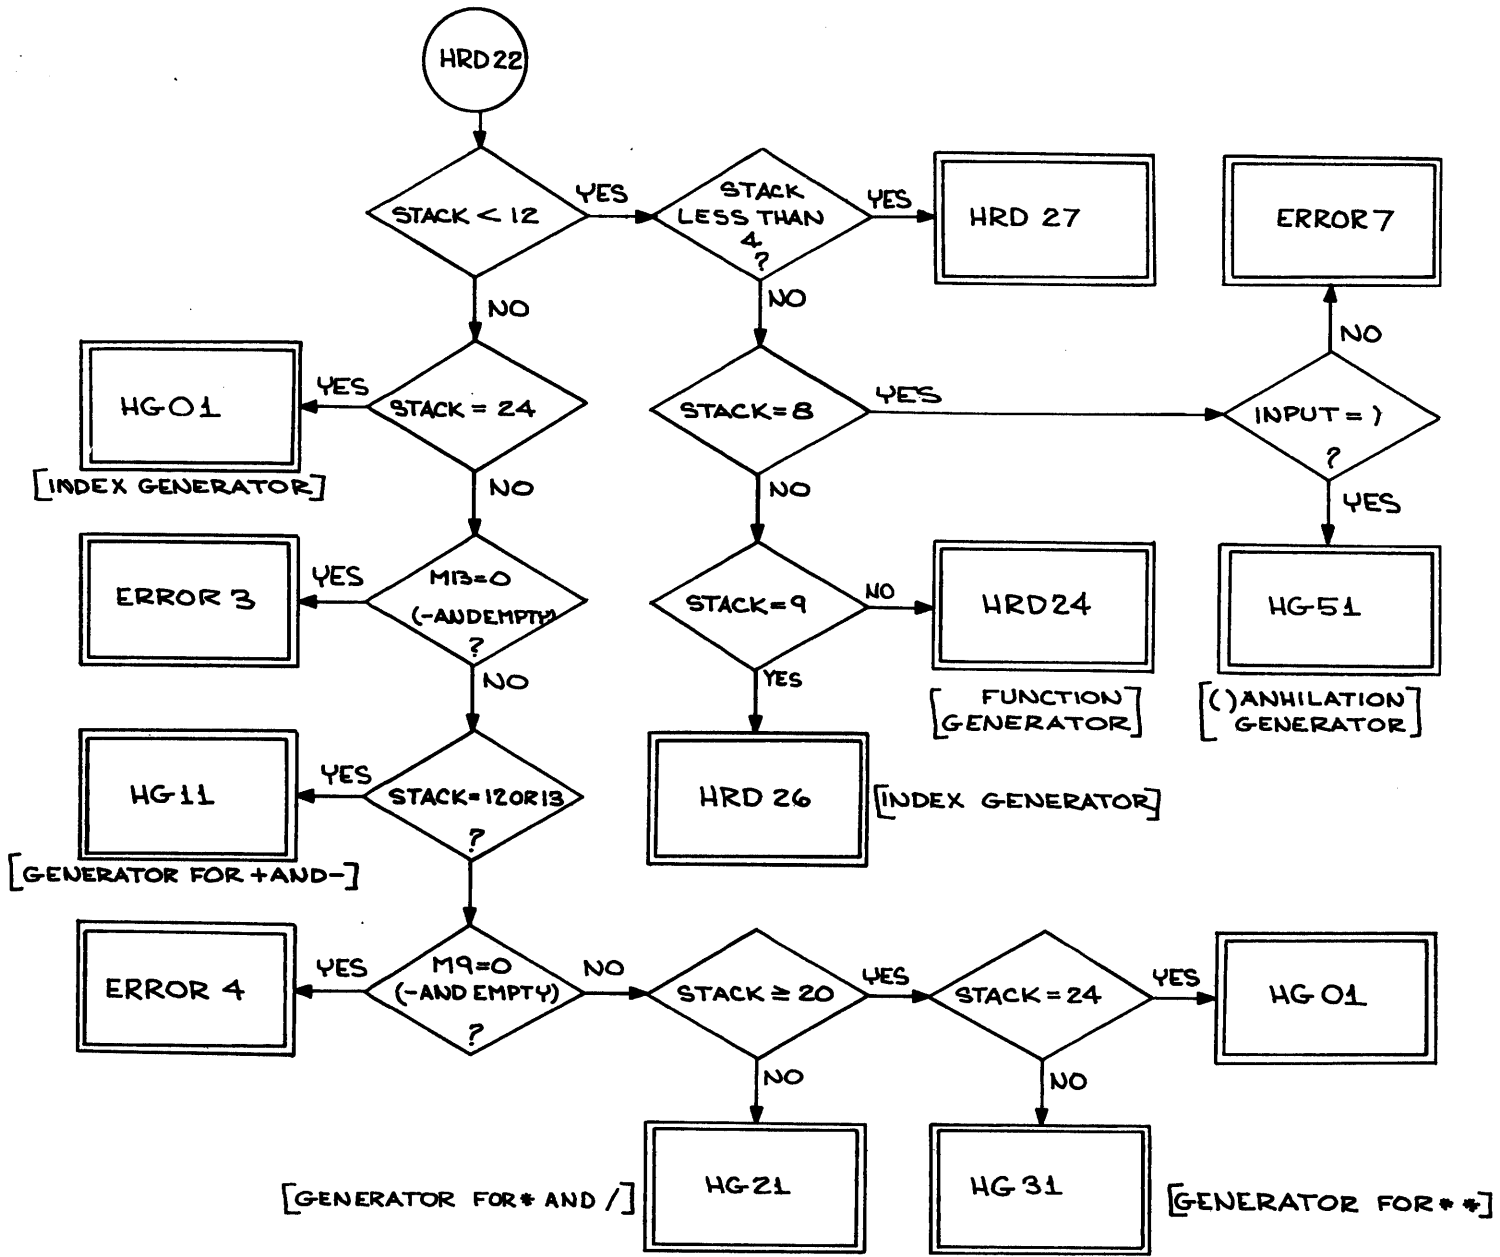 HRD22
STACK < 12
YES
STACK
LESS THAN
4
?
YES
HRD 27
ERROR 7
NO
NO
NO
HG01
YES
STACK = 24
STACK=8
YES
INPUT = )
?
[INDEX GENERATOR]
NO
NO
YES
ERROR 3
YES
M13=0
(-AND EMPTY)
?
STACK=9
NO
HRD24
HG51
NO
YES
[FUNCTION
GENERATOR]
[()ANHILATION
GENERATOR]
HG11
YES
STACK=12OR13
?
HRD 26
[INDEX GENERATOR]
[GENERATOR FOR +AND-]
ERROR 4
YES
M9=0
(-AND EMPTY)
?
NO
STACK ≥ 20
YES
STACK = 24
YES
HG01
NO
NO
[GENERATOR FOR * AND /]
HG21
HG31
[GENERATOR FOR * *]